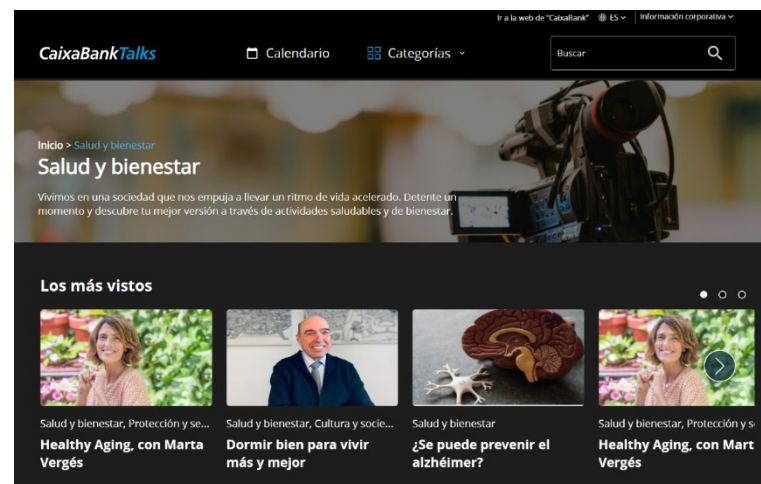 Ir a la web de "CaixaBank" ES Información corporativa
CaixaBankTalks Calendario Categorías Buscar
Inicio > Salud y bienestar
Salud y bienestar
Vivimos en una sociedad que nos empuja a llevar un ritmo de vida acelerado. Detente un
momento y descubre tu mejor versión a través de actividades saludables y de bienestar.
Los más vistos
Salud y bienestar, Protección y se...
Healthy Aging, con Marta
Vergés
Salud y bienestar, Cultura y socie...
Dormir bien para vivir
más y mejor
Salud y bienestar
¿Se puede prevenir el
alzhéimer?
Salud y bienestar, Protección y s
Healthy Aging, con Mart
Vergés